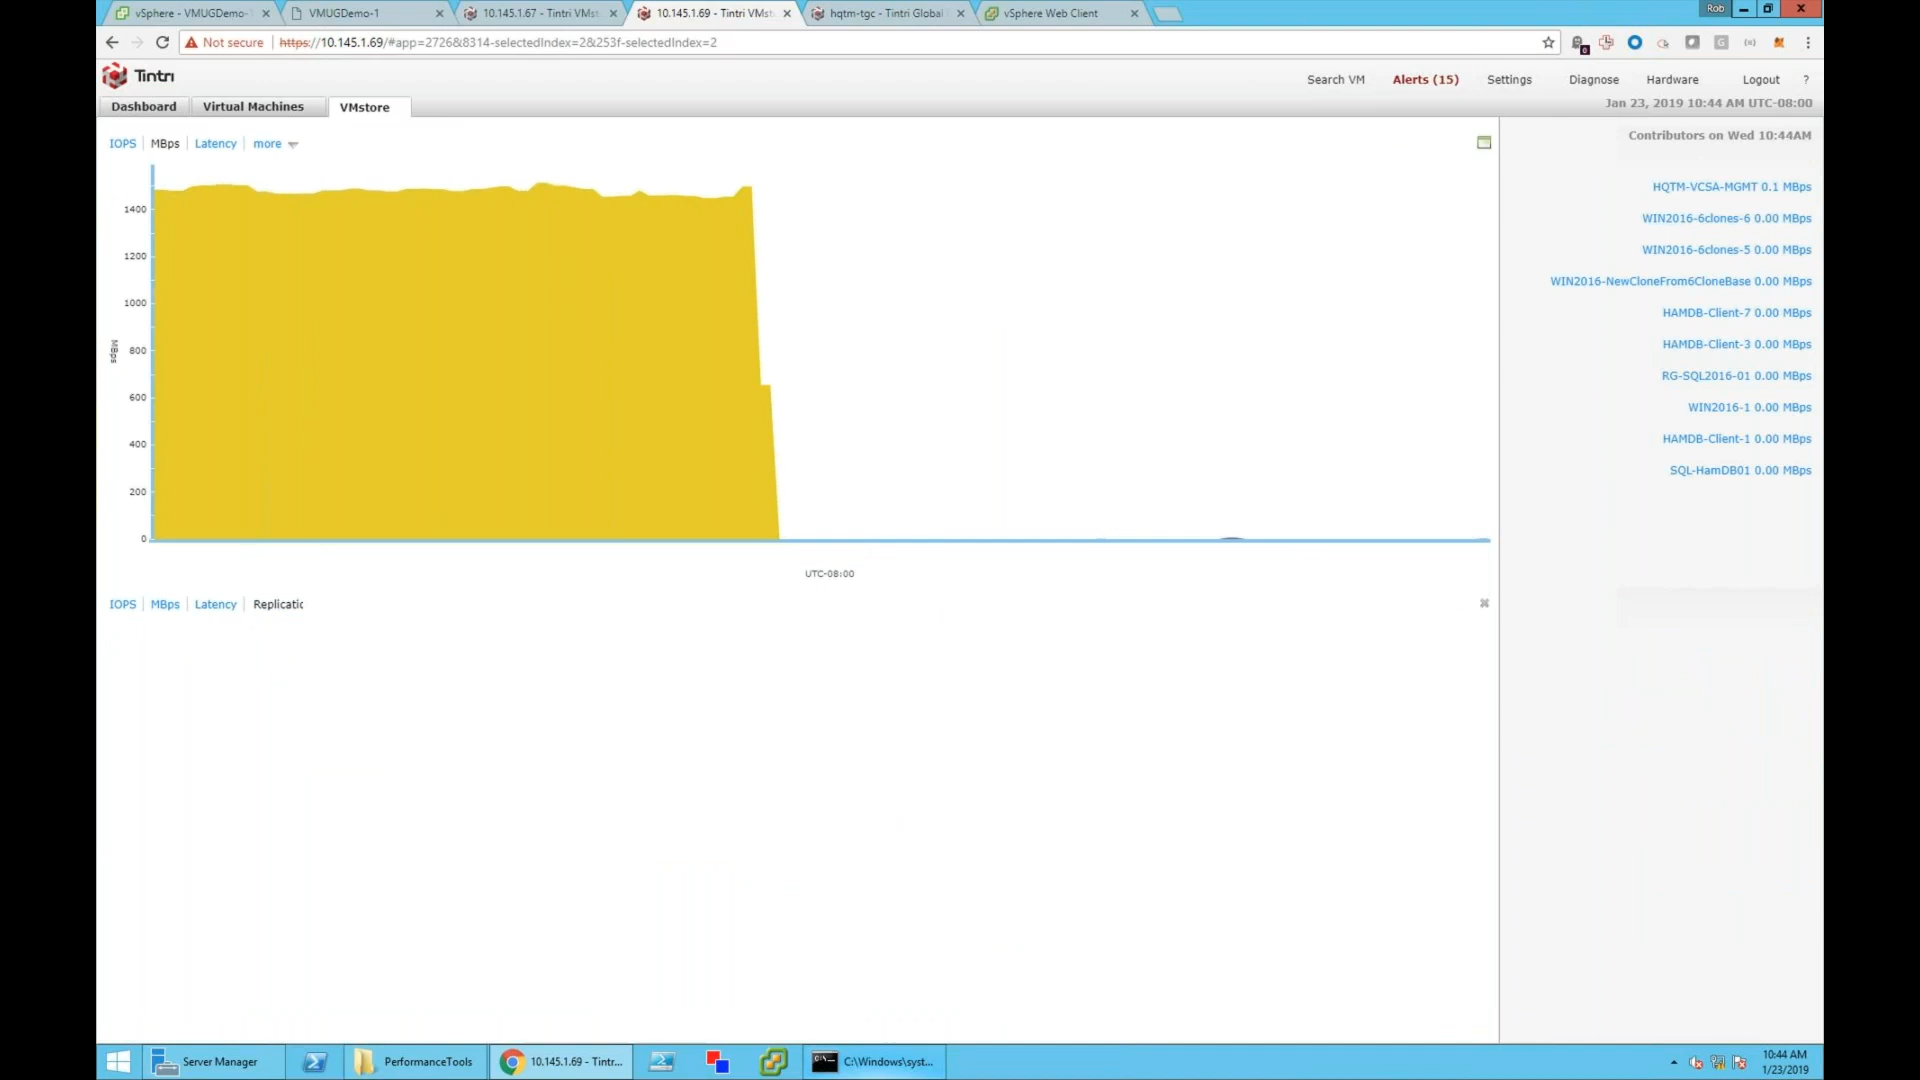 vSphere - VMUGDemo-
VMUGDemo-1
10.145.1.67 - Tintri VMst
10.145.1.69 - Tintri VMst
hqtm-tgc - Tintri Global
vSphere Web Client
Rob
Not secure
https://10.145.1.69/#app=2726&8314-selectedIndex=2&253f-selectedIndex=2
Tintri
Search VM
Alerts (15)
Settings
Diagnose
Hardware
Logout
?
Dashboard
Virtual Machines
VMstore
Jan 23, 2019 10:44 AM UTC-08:00
IOPS
MBps
Latency
more
Contributors on Wed 10:44AM
HQTM-VCSA-MGMT 0.1 MBps
WIN2016-6clones-6 0.00 MBps
WIN2016-6clones-5 0.00 MBps
WIN2016-NewCloneFrom6CloneBase 0.00 MBps
HAMDB-Client-7 0.00 MBps
HAMDB-Client-3 0.00 MBps
RG-SQL2016-01 0.00 MBps
WIN2016-1 0.00 MBps
HAMDB-Client-1 0.00 MBps
SQL-HamDB01 0.00 MBps
1400
1200
1000
800
600
400
200
0
MBps
UTC-08:00
IOPS
MBps
Latency
Replicatic
Server Manager
PerformanceTools
10.145.1.69 - Tintr...
C:\Windows\syst...
10:44 AM
1/23/2019